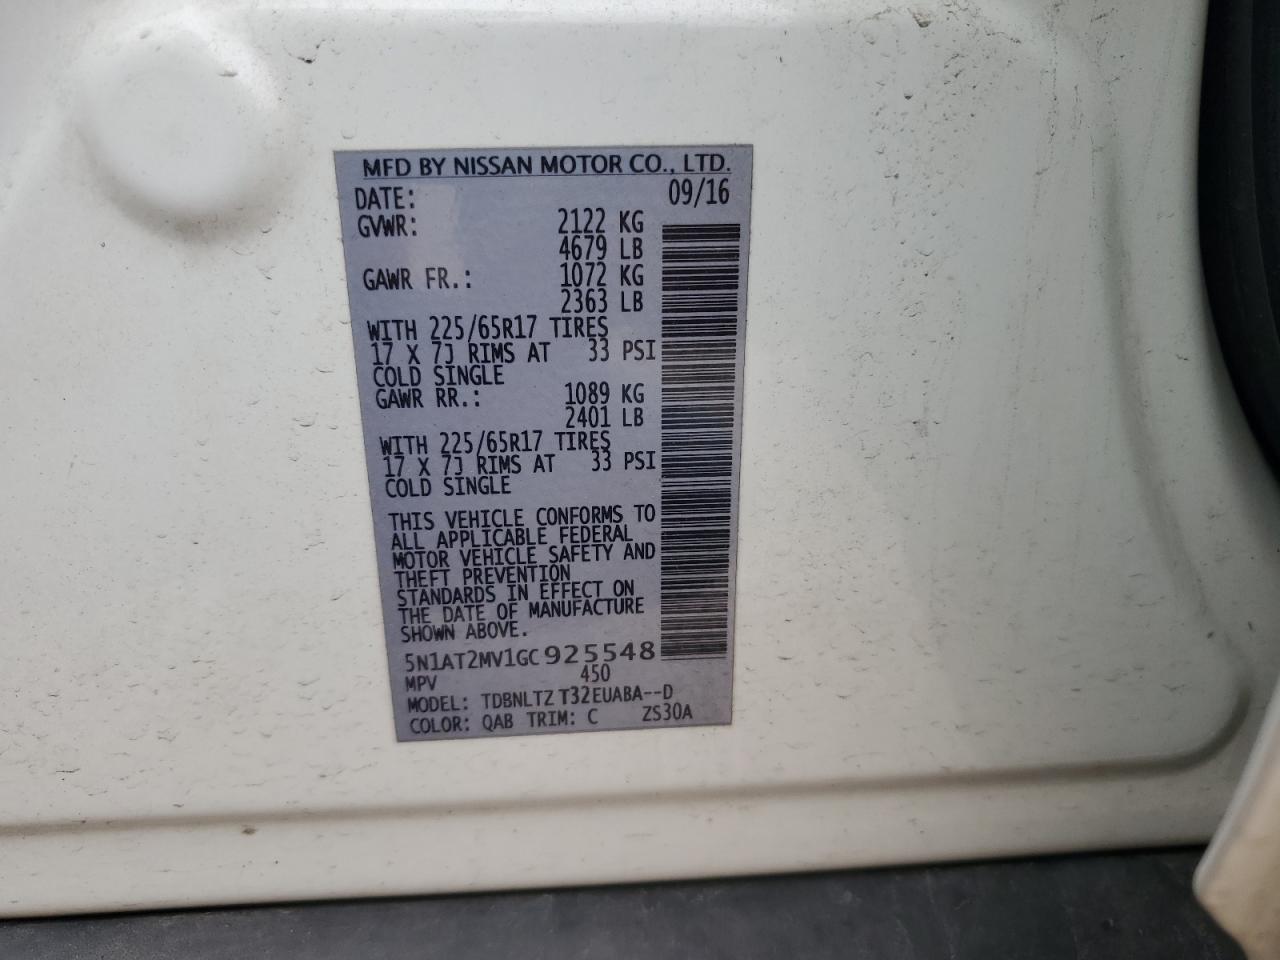 MFD BY NISSAN MOTOR CO., LTD.
DATE: 09/16
GVWR: 2122 KG
4679 LB
GAWR FR.: 1072 KG
2363 LB
WITH 225/65R17 TIRES
17 X 7J RIMS AT 33 PSI
COLD SINGLE
GAWR RR.: 1089 KG
2401 LB
WITH 225/65R17 TIRES
17 X 7J RIMS AT 33 PSI
COLD SINGLE
THIS VEHICLE CONFORMS TO
ALL APPLICABLE FEDERAL
MOTOR VEHICLE SAFETY AND
THEFT PREVENTION
STANDARDS IN EFFECT ON
THE DATE OF MANUFACTURE
SHOWN ABOVE.
5N1AT2MV1GC925548
MPV 450
MODEL: TDBNLTZ T32EUABA--D
COLOR: QAB TRIM: C ZS30A